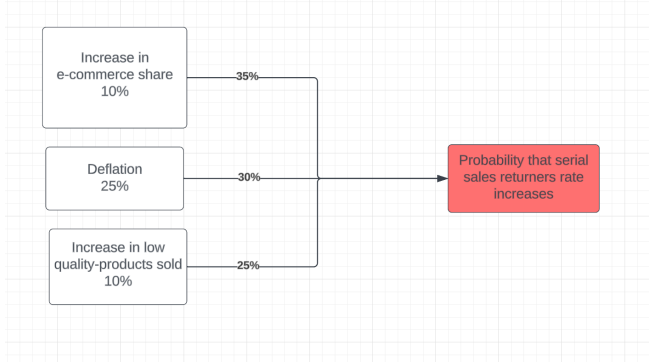 Increase in
e-commerce share
10%
35%
Deflation
25%
30%
Probability that serial
sales returners rate
increases
Increase in low
quality-products sold
10%
25%